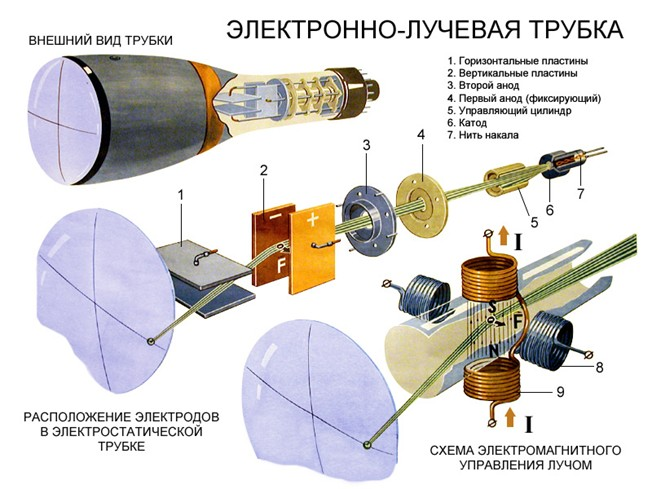 ЭЛЕКТРОННО-ЛУЧЕВАЯ ТРУБКА
ВНЕШНИЙ ВИД ТРУБКИ
1. Горизонтальные пластины
2. Вертикальные пластины
3. Второй анод
4. Первый анод (фиксирующий)
5. Управляющий цилиндр
6. Катод
7. Нить накала
1
2
3
4
5
6
7
−
+
F
I
S
F
N
8
9
I
РАСПОЛОЖЕНИЕ ЭЛЕКТРОДОВ
В ЭЛЕКТРОСТАТИЧЕСКОЙ
ТРУБКЕ
СХЕМА ЭЛЕКТРОМАГНИТНОГО
УПРАВЛЕНИЯ ЛУЧОМ